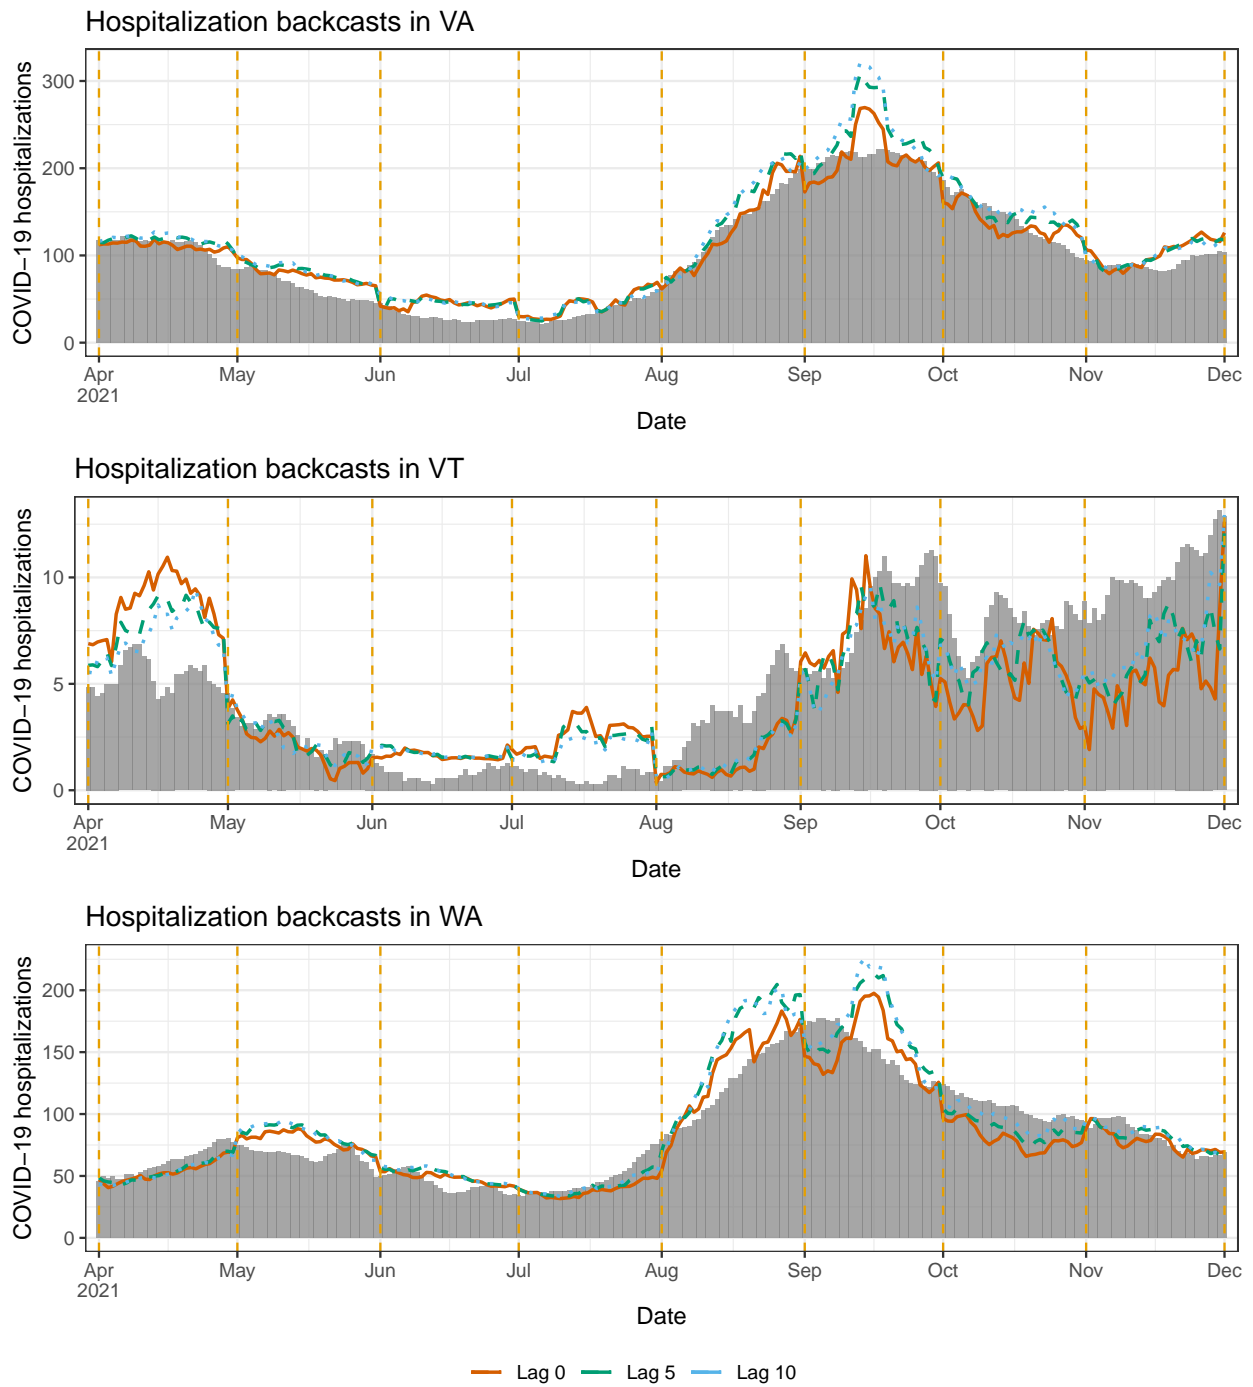 Hospitalization backcasts in VA
COVID−19 hospitalizations
300
200
100
0
Apr May Jun Jul Aug Sep Oct Nov Dec
2021
Date
Hospitalization backcasts in VT
COVID−19 hospitalizations
10
5
0
Apr May Jun Jul Aug Sep Oct Nov Dec
2021
Date
Hospitalization backcasts in WA
COVID−19 hospitalizations
200
150
100
50
0
Apr May Jun Jul Aug Sep Oct Nov Dec
2021
Date
Lag 0 Lag 5 Lag 10